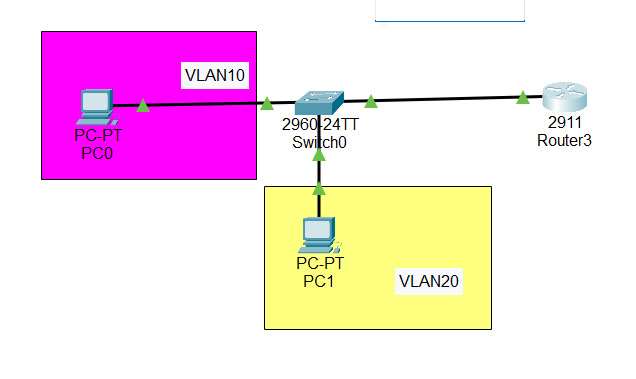 VLAN10
PC-PT
PC0
2960-24TT
Switch0
2911
Router3
PC-PT
PC1
VLAN20